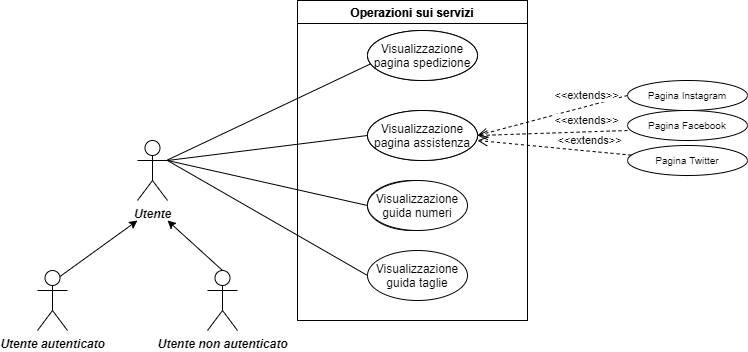 Operazioni sui servizi
Visualizzazione
pagina spedizione
Visualizzazione
pagina assistenza
<<extends>>
Pagina Instagram
<<extends>>
Pagina Facebook
<<extends>>
Pagina Twitter
Visualizzazione
guida numeri
Utente
Visualizzazione
guida taglie
Utente autenticato
Utente non autenticato